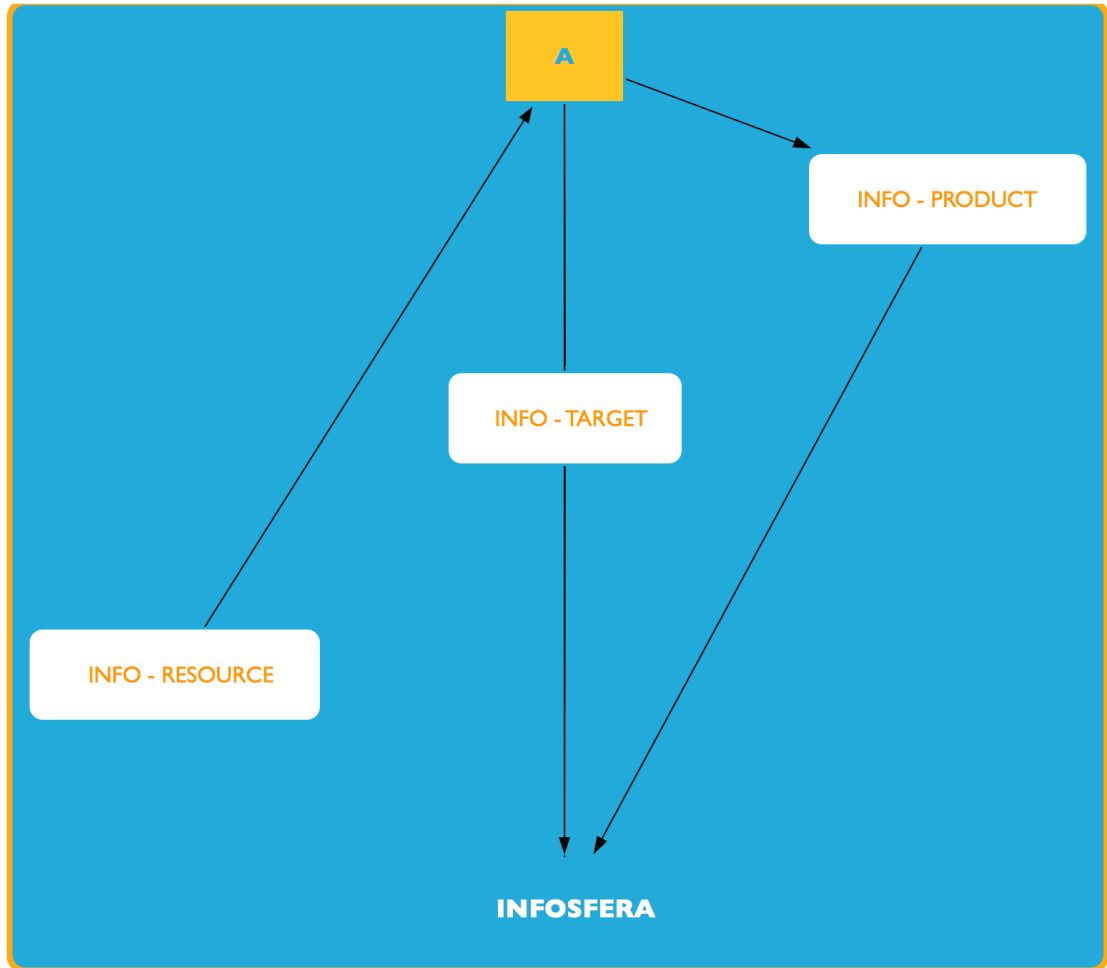 A
INFO - PRODUCT
INFO - TARGET
INFO - RESOURCE
INFOSFERA